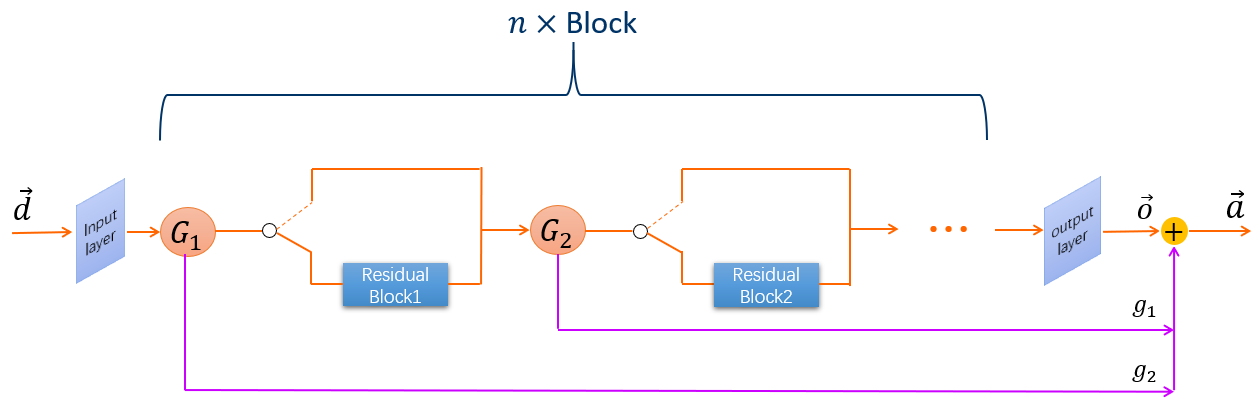 n × Block
d⃗
Input
layer
G₁
Residual
Block1
G₂
Residual
Block2
...
output
layer
o⃗
+
a⃗
g₁
g₂